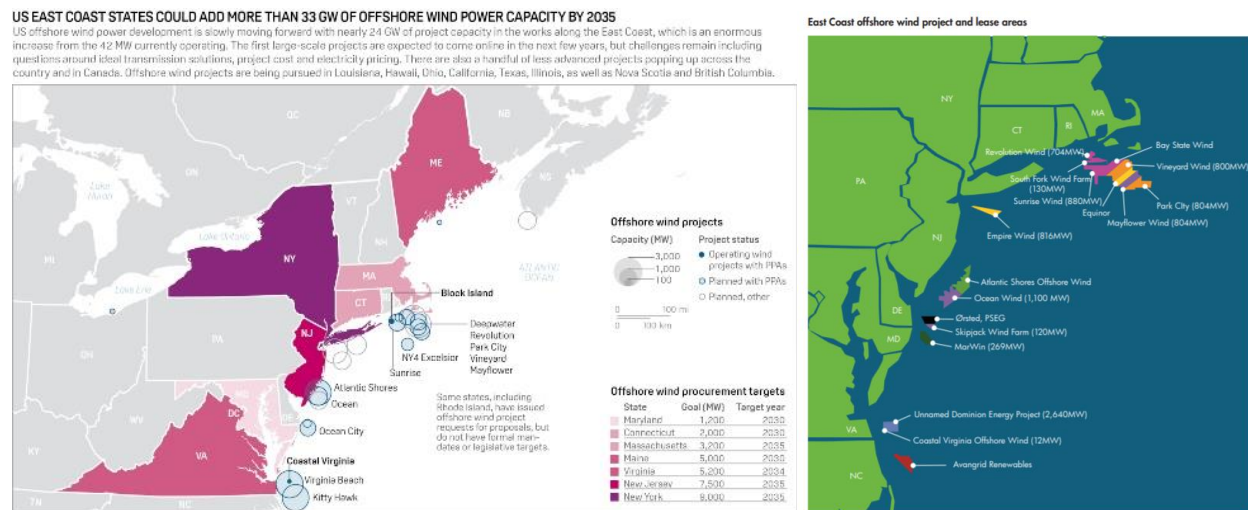 US EAST COAST STATES COULD ADD MORE THAN 33 GW OF OFFSHORE WIND POWER CAPACITY BY 2035
US offshore wind power development is slowly moving forward with nearly 24 GW of project capacity in the works along the East Coast, which is an enormous
increase from the 42 MW currently operating. The first large-scale projects are expected to come online in the next few years, but challenges remain including
questions around ideal transmission solutions, project cost and electricity pricing. There are also a handful of less advanced projects popping up across the
country and in Canada. Offshore wind projects are being pursued in Louisiana, Hawaii, Ohio, California, Texas, Illinois, as well as Nova Scotia and British Columbia.
QC
NB
ON
ME
NS
Lake
Huron
VT
NH
Lake Ontario
MI
NY
ATLANTIC
OCEAN
Lake Erie
MA
CT
Block Island
PA
NJ
OH
Deepwater
Revolution
Park City
Vineyard
Mayflower
NY4 Excelsior
Sunrise
Atlantic Shores
Ocean
MD
DC
DE
WV
Ocean City
KY
VA
Coastal Virginia
Virginia Beach
Kitty Hawk
TN
NC
Some states, including
Rhode Island, have issued
offshore wind project
requests for proposals, but
do not have formal man-
dates or legislative targets.
Offshore wind projects
Capacity (MW)
3,000
1,000
100
0 100 mi
0 100 km
Project status
Operating wind
projects with PPAs
Planned with PPAs
Planned, other
Offshore wind procurement targets
State Goal (MW) Target year
Maryland 1,200 2030
Connecticut 2,000 2030
Massachusetts 3,200 2035
Maine 5,000 2030
Virginia 5,200 2034
New Jersey 7,500 2035
New York 9,000 2035
East Coast offshore wind project and lease areas
NY
MA
CT
RI
Revolution Wind (704MW)
Bay State Wind
Vineyard Wind (800MW)
South Fork Wind Farm
(130MW)
Sunrise Wind (880MW)
Equinor
Park City (804MW)
Mayflower Wind (804MW)
PA
NJ
Empire Wind (816MW)
Atlantic Shores Offshore Wind
Ocean Wind (1,100 MW)
DE
Ørsted, PSEG
Skipjack Wind Farm (120MW)
MD
MarWin (269MW)
Unnamed Dominion Energy Project (2,640MW)
VA
Coastal Virginia Offshore Wind (12MW)
Avangrid Renewables
NC